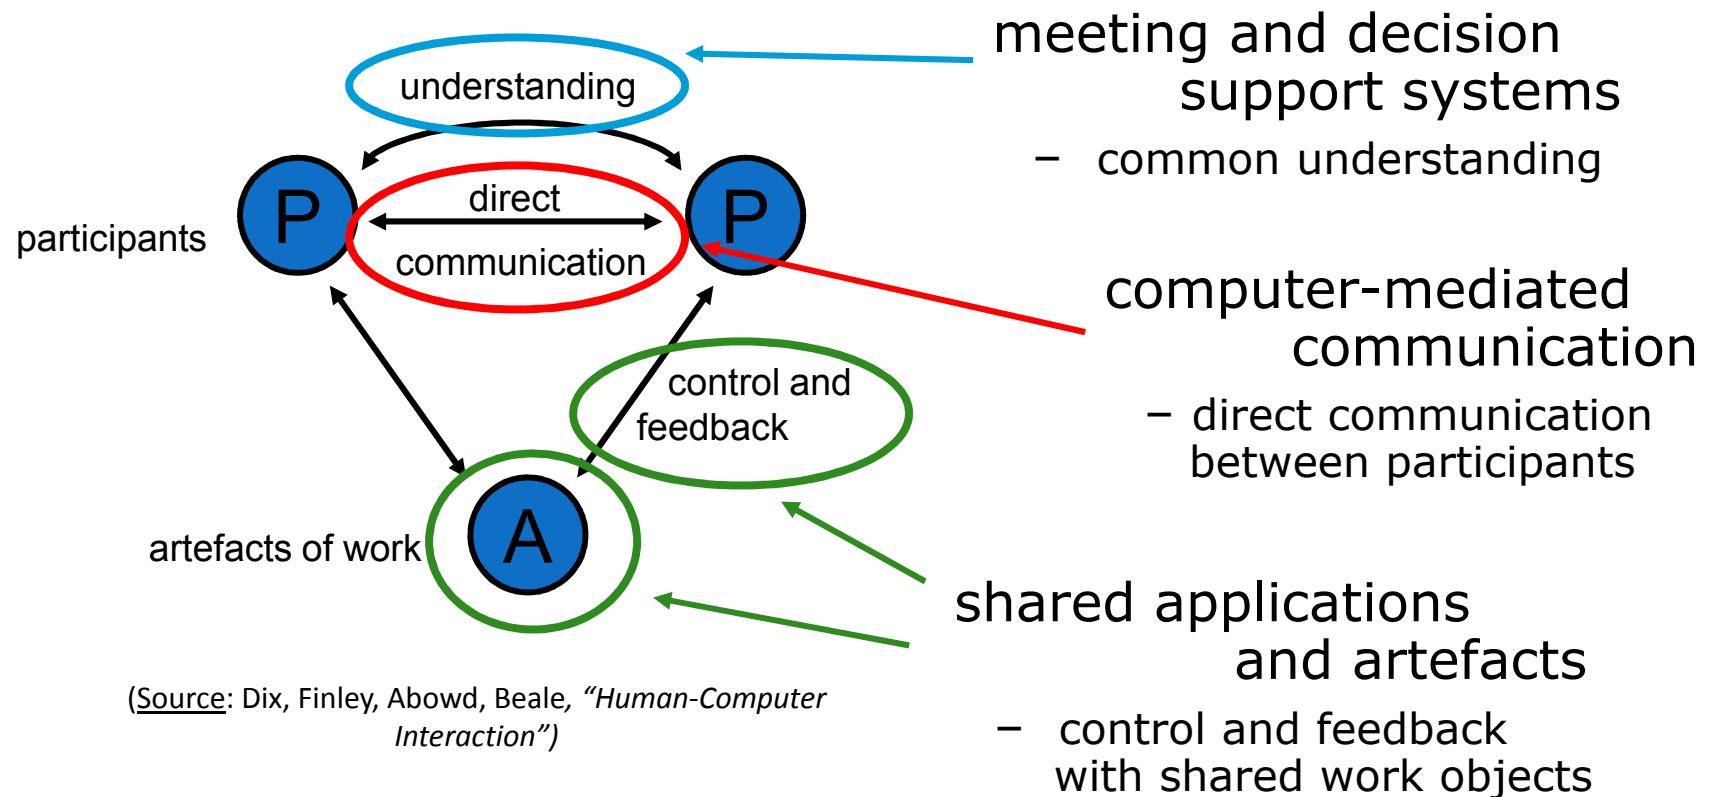 understanding
P
direct
communication
P
participants
control and
feedback
A
artefacts of work
(Source: Dix, Finley, Abowd, Beale, “Human-Computer
Interaction”)
meeting and decision
support systems
– common understanding
computer-mediated
communication
– direct communication
between participants
shared applications
and artefacts
– control and feedback
with shared work objects